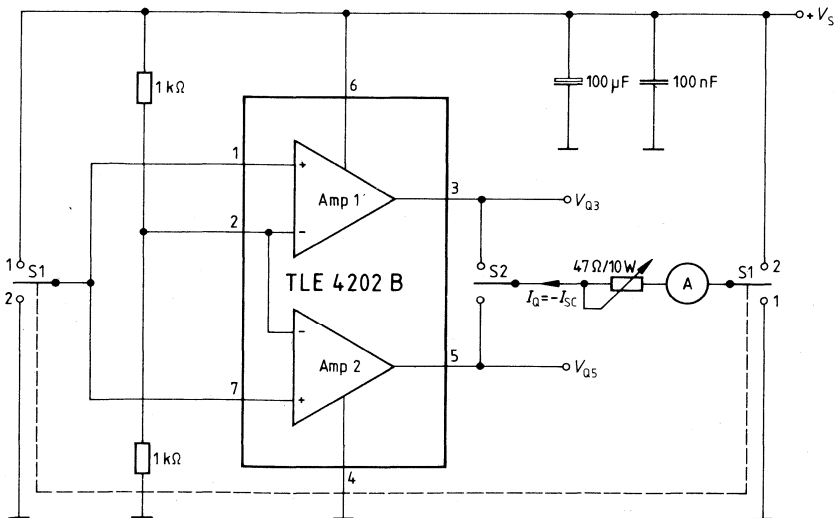 + V_S
1 kΩ
100 µF
100 nF
6
1
+
Amp 1
3
V_Q3
2
-
1
S1
2
TLE 4202 B
S2
47 Ω/10 W
A
S1
2
1
I_Q=-I_SC
-
Amp 2
5
V_Q5
7
+
1 kΩ
4